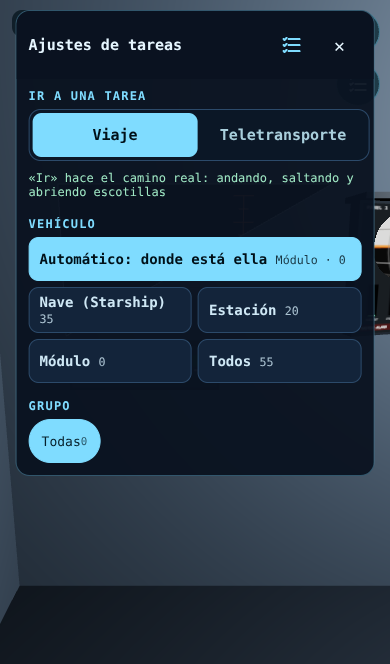 Ajustes de tareas ×
IR A UNA TAREA
Viaje Teletransporte
«Ir» hace el camino real: andando, saltando y
abriendo escotillas
VEHÍCULO
Automático: donde está ella Módulo · 0
Nave (Starship)
35
Estación 20
Módulo 0 Todos 55
GRUPO
Todas0